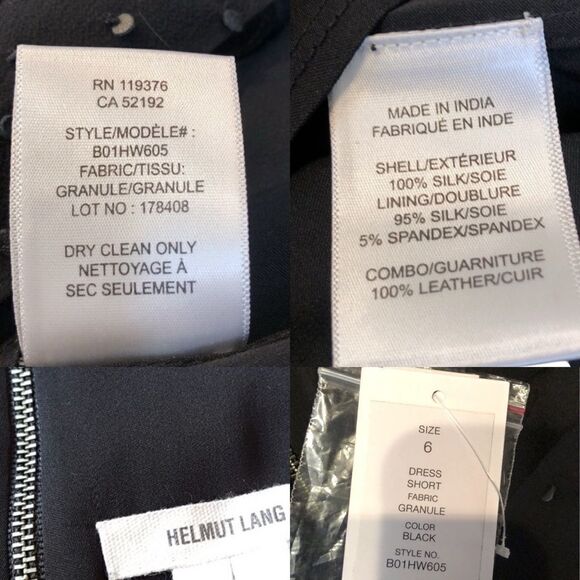 RN 119376
CA 52192
STYLE/MODÈLE# :
B01HW605
FABRIC/TISSU:
GRANULE/GRANULE
LOT NO : 178408
DRY CLEAN ONLY
NETTOYAGE À
SEC SEULEMENT
MADE IN INDIA
FABRIQUÉ EN INDE
SHELL/EXTÉRIEUR
100% SILK/SOIE
LINING/DOUBLURE
95% SILK/SOIE
5% SPANDEX/SPANDEX
COMBO/GUARNITURE
100% LEATHER/CUIR
HELMUT LANG
SIZE
6
DRESS
SHORT
FABRIC
GRANULE
COLOR
BLACK
STYLE NO.
B01HW605